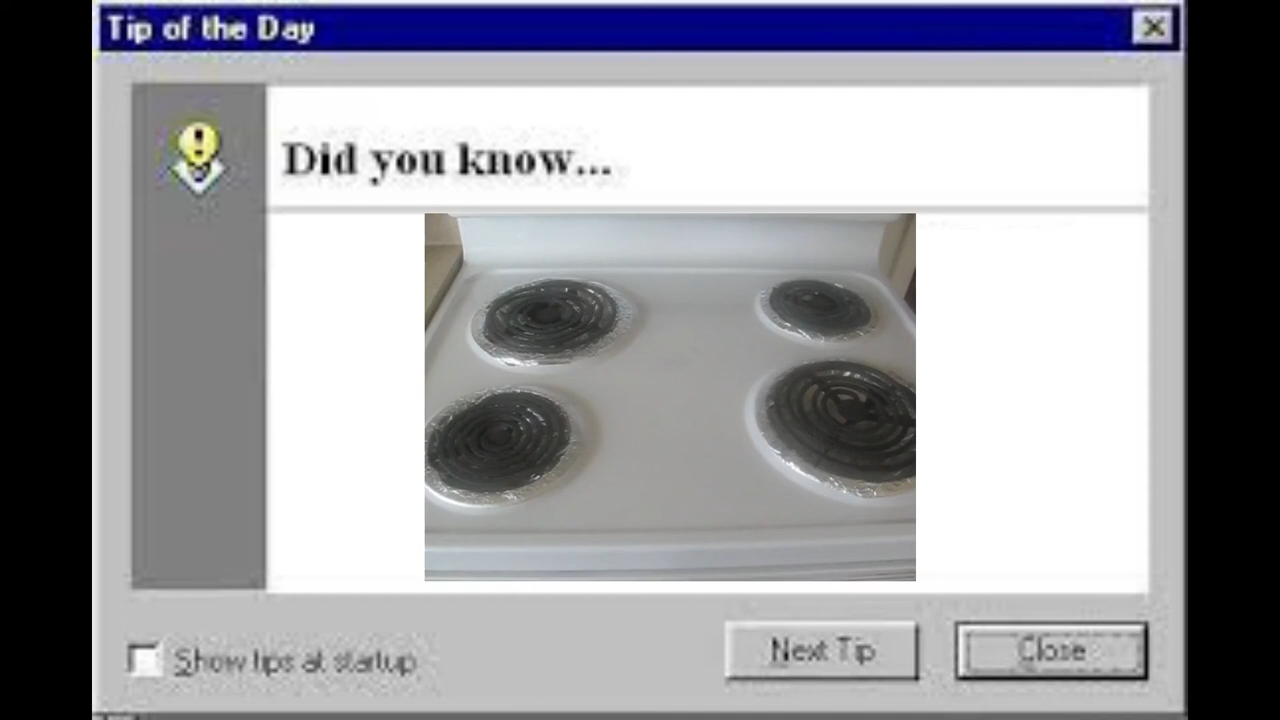 Tip of the Day
Did you know...
Show tips at startup
Next Tip
Close